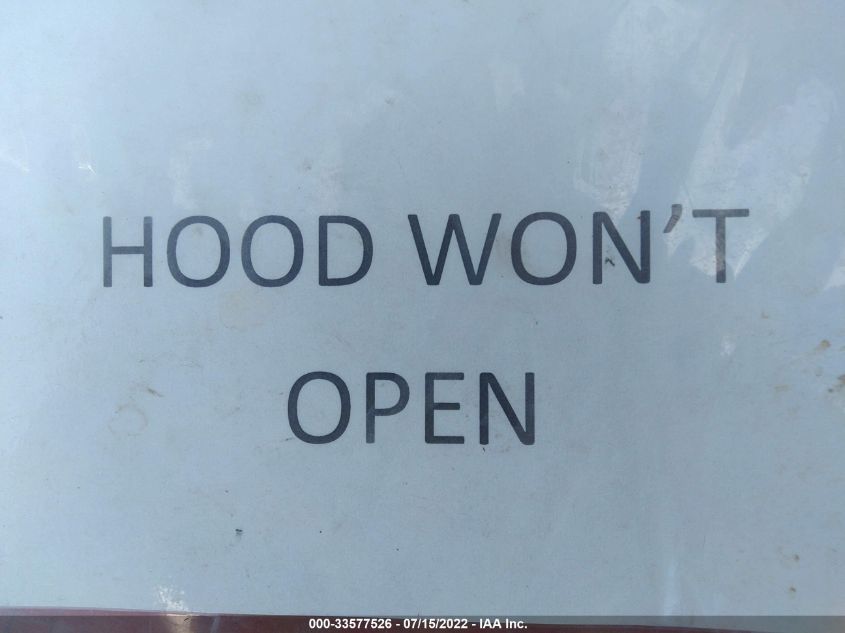 HOOD WON'T
OPEN
000-33577526 - 07/15/2022 - IAA Inc.